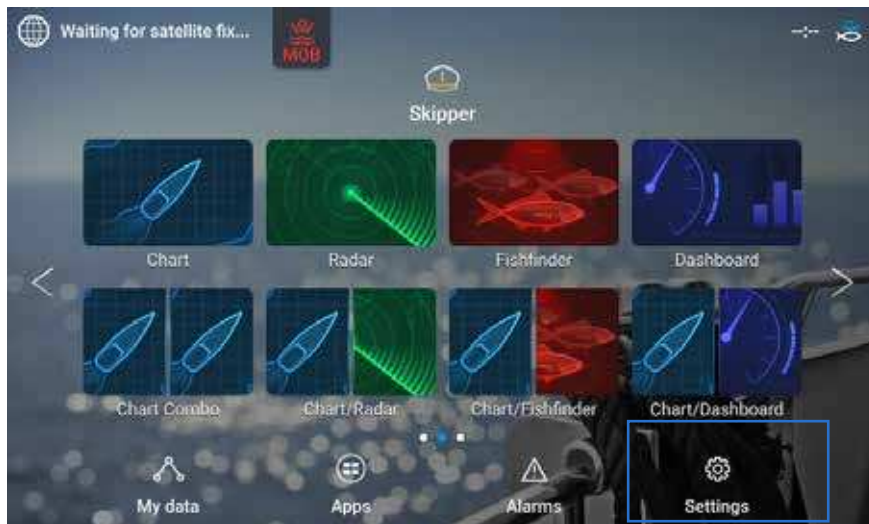 Waiting for satellite fix...
MOB
--:--
Skipper
Chart
Radar
Fishfinder
Dashboard
Chart Combo
Chart/Radar
Chart/Fishfinder
Chart/Dashboard
My data
Apps
Alarms
Settings